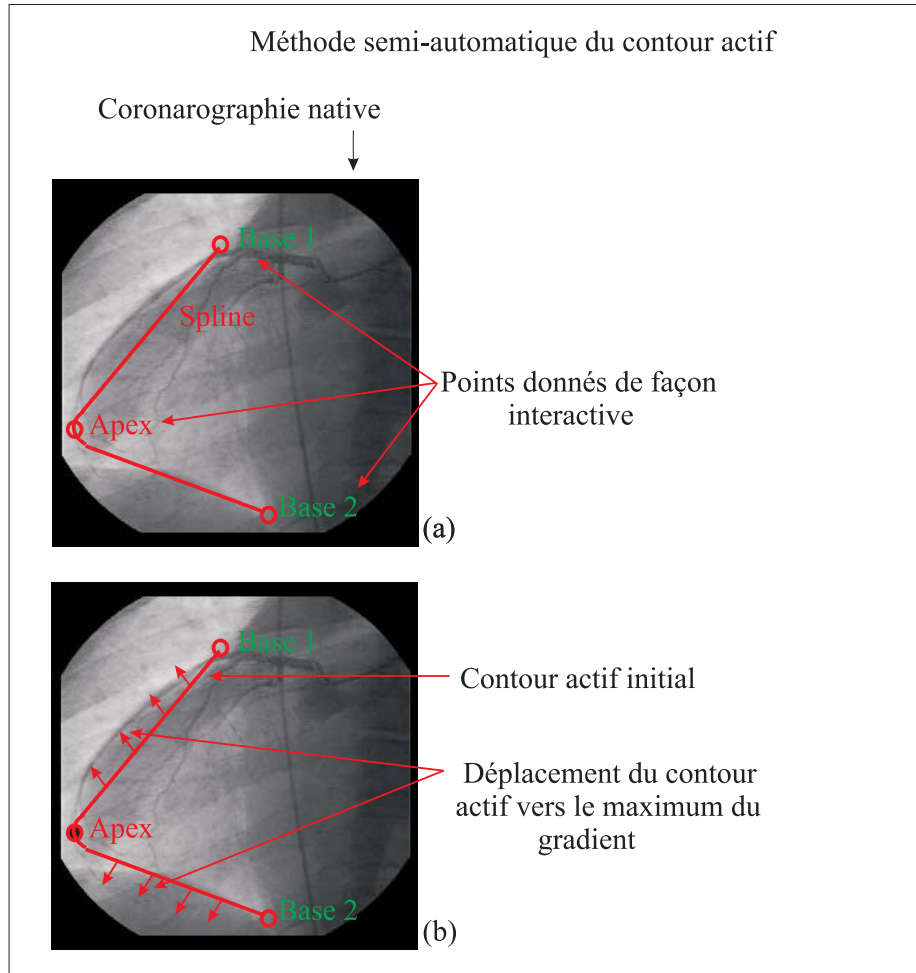 Méthode semi-automatique du contour actif
Coronarographie native
Base 1
Spline
Points donnés de façon
interactive
Apex
Base 2
(a)
Base 1
Contour actif initial
Déplacement du contour
actif vers le maximum du
gradient
Apex
Base 2
(b)